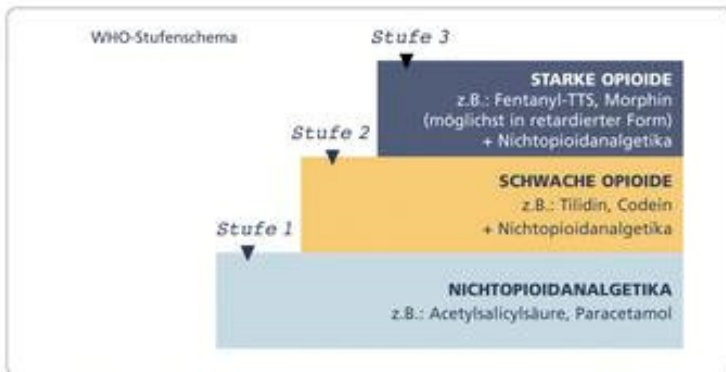 WHO-Stufenschema
Stufe 3
STARKE OPIOIDE
z.B.: Fentanyl-TTS, Morphin
(möglichst in retardierter Form)
+ Nichtopioidanalgetika
Stufe 2
SCHWACHE OPIOIDE
z.B.: Tilidin, Codein
+ Nichtopioidanalgetika
Stufe 1
NICHTOPIOIDANALGETIKA
z.B.: Acetylsalicylsäure, Paracetamol